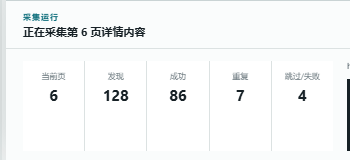 采集运行
正在采集第 6 页详情内容
当前页 发现 成功 重复 跳过/失败
6 128 86 7 4